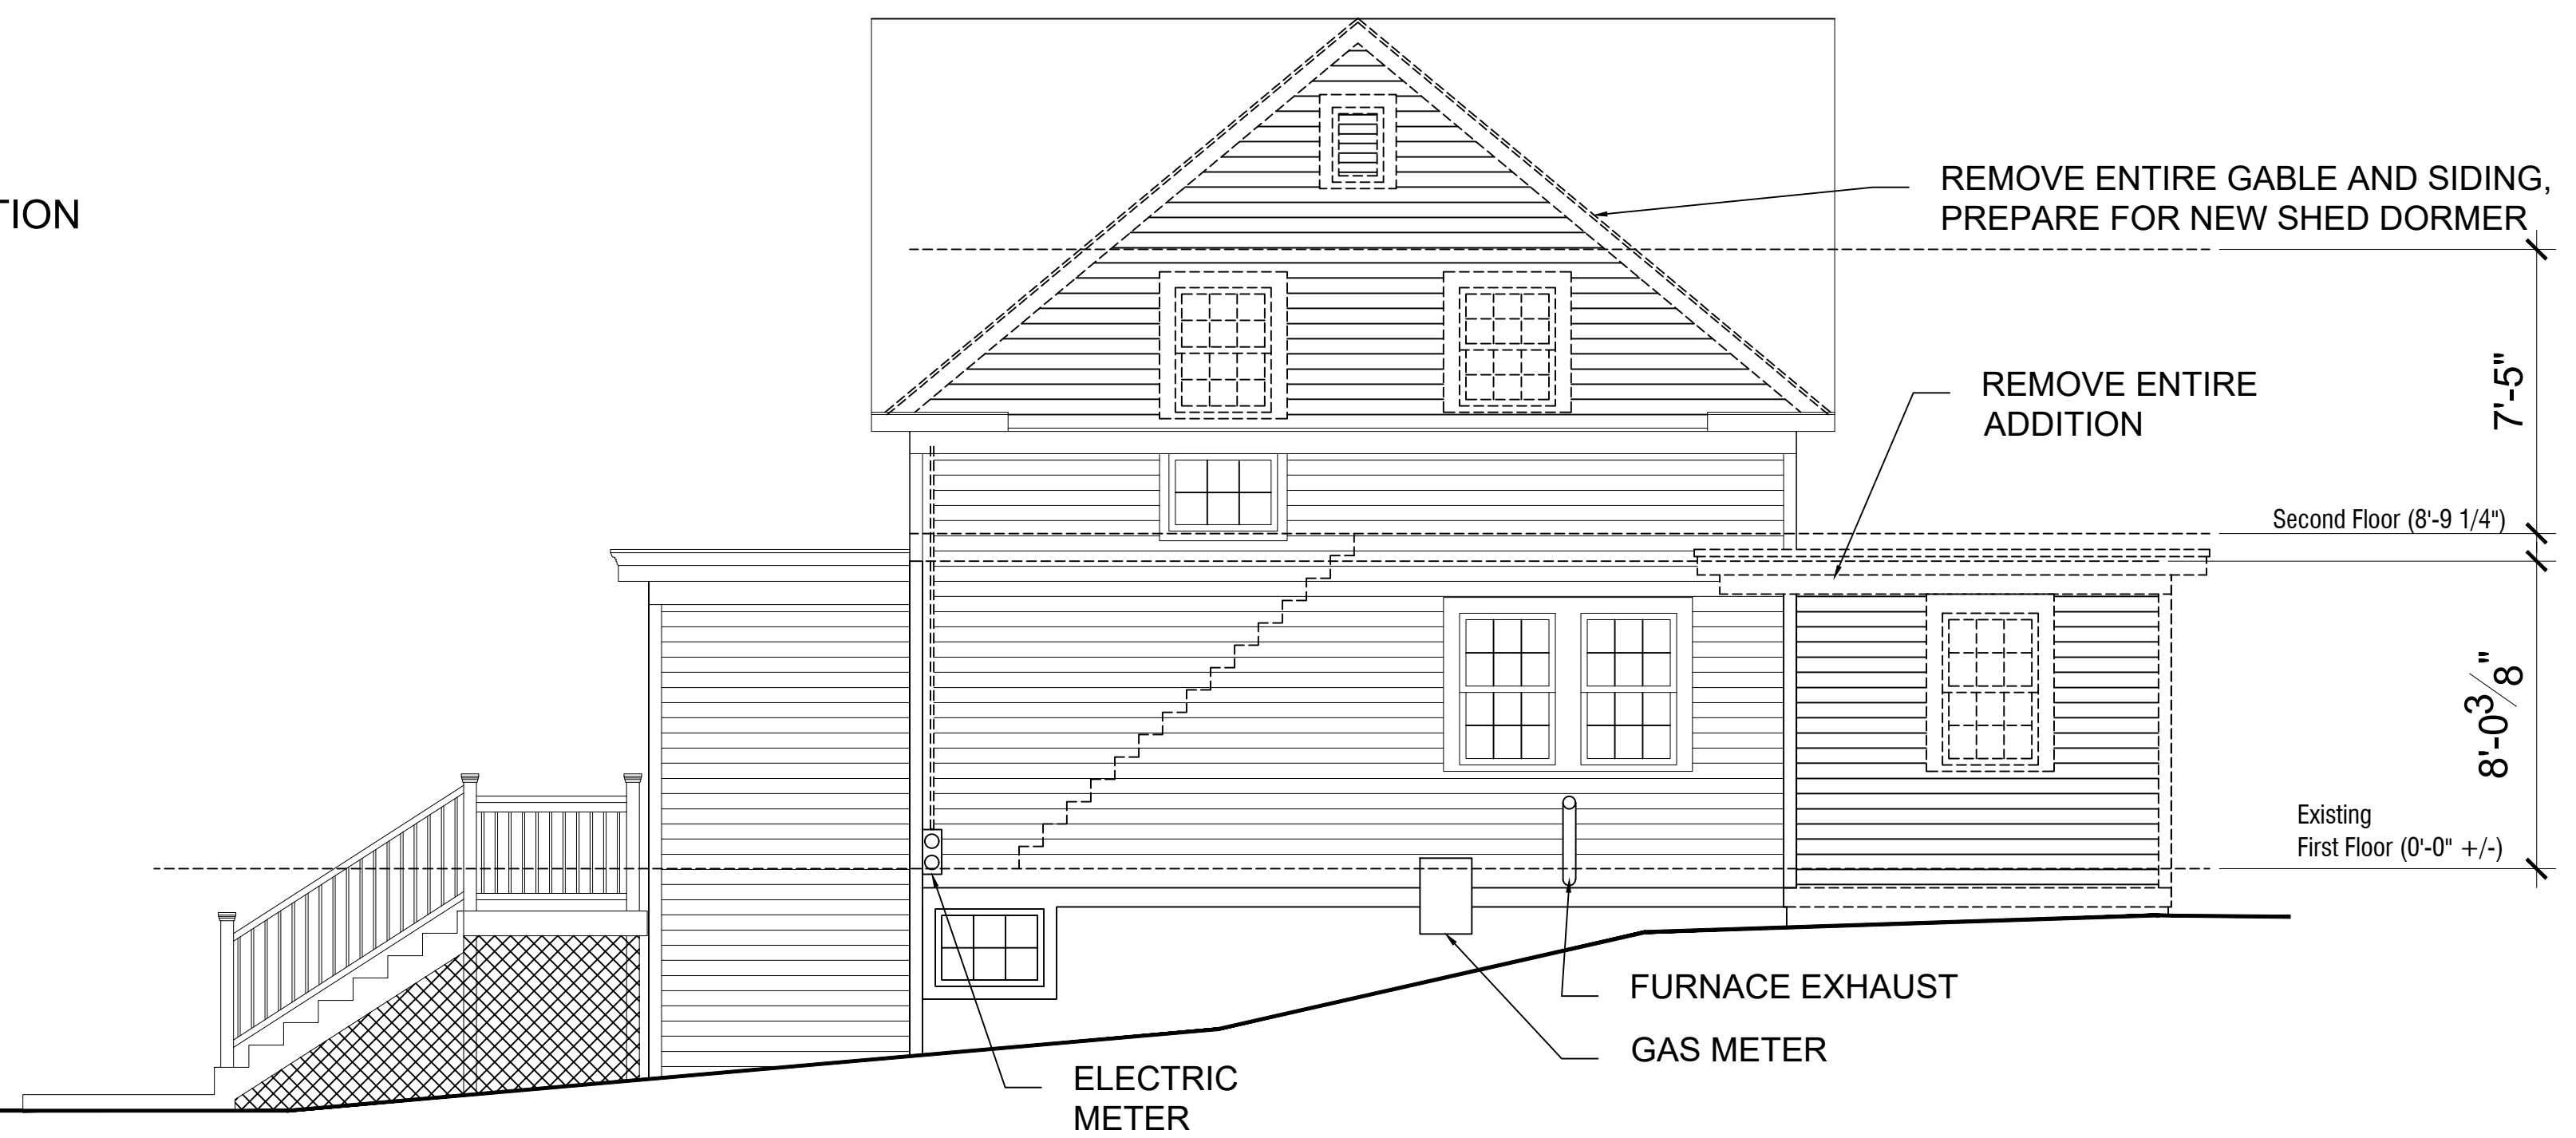 TION
REMOVE ENTIRE GABLE AND SIDING,
PREPARE FOR NEW SHED DORMER
7'-5"
REMOVE ENTIRE
ADDITION
Second Floor (8'-9 1/4")
8'-0 3/8"
Existing
First Floor (0'-0" +/-)
FURNACE EXHAUST
GAS METER
ELECTRIC
METER